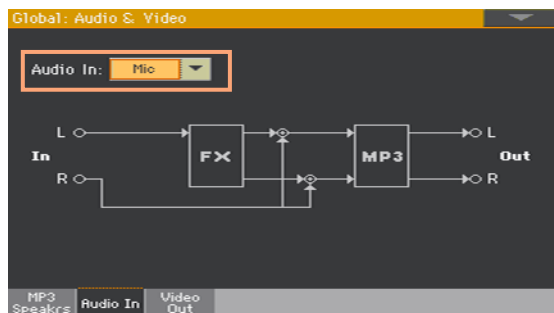 Global: Audio & Video
Audio In: Mic
L L
In FX MP3 Out
R R
MP3 Speakrs Audio In Video Out